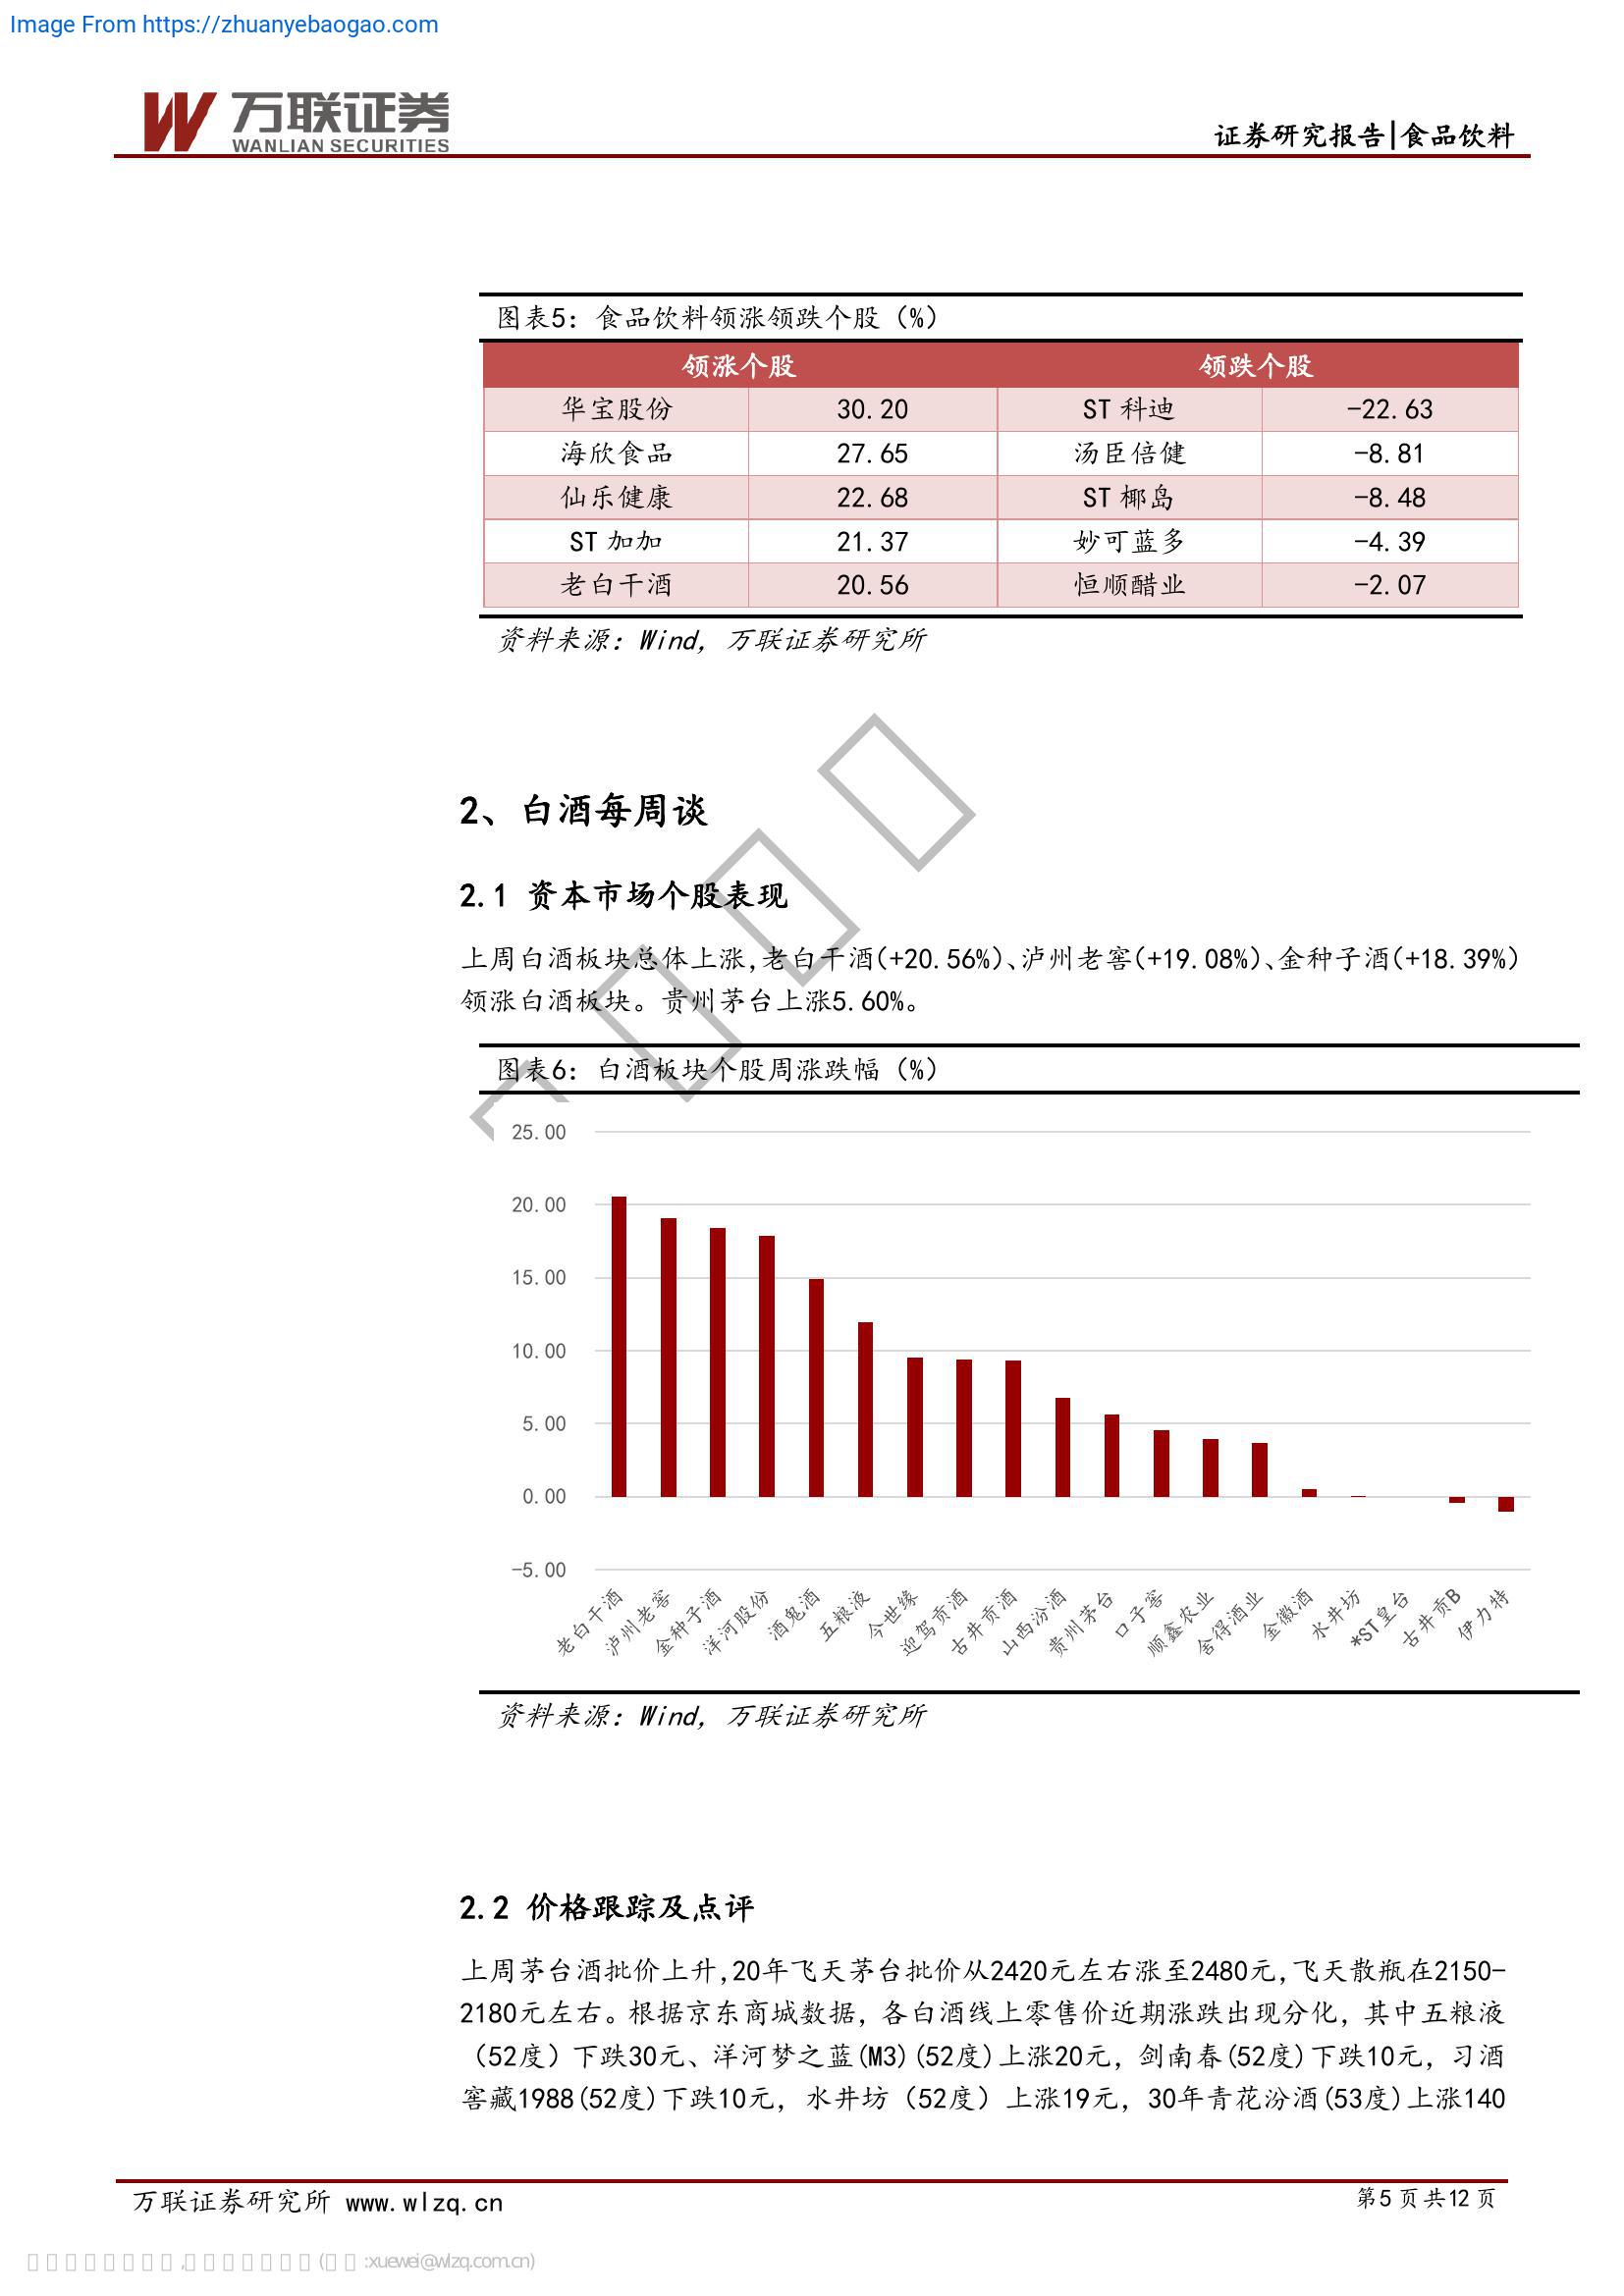 Image From https://zhuanyebaogao.com
万联证券
WANLIAN SECURITIES
证券研究报告|食品饮料
图表5：食品饮料领涨领跌个股（%）
领涨个股 领跌个股
华宝股份 30.20 ST 科迪 -22.63
海欣食品 27.65 汤臣倍健 -8.81
仙乐健康 22.68 ST 椰岛 -8.48
ST 加加 21.37 妙可蓝多 -4.39
老白干酒 20.56 恒顺醋业 -2.07
资料来源：Wind，万联证券研究所
2、白酒每周谈
2.1 资本市场个股表现
上周白酒板块总体上涨,老白干酒(+20.56%)、泸州老窖(+19.08%)、金种子酒(+18.39%)
领涨白酒板块。贵州茅台上涨5.60%。
图表6：白酒板块个股周涨跌幅（%）
25.00
20.00
15.00
10.00
5.00
0.00
-5.00
老白干酒 泸州老窖 金种子酒 洋河股份 酒鬼酒 五粮液 今世缘 迎驾贡酒 古井贡酒 山西汾酒 贵州茅台 口子窖 顺鑫农业 舍得酒业 金徽酒 水井坊 *ST皇台 古井贡B 伊力特
资料来源：Wind，万联证券研究所
2.2 价格跟踪及点评
上周茅台酒批价上升,20年飞天茅台批价从2420元左右涨至2480元,飞天散瓶在2150-
2180元左右。根据京东商城数据，各白酒线上零售价近期涨跌出现分化，其中五粮液
（52度）下跌30元、洋河梦之蓝(M3)(52度)上涨20元，剑南春(52度)下跌10元，习酒
窖藏1988(52度)下跌10元，水井坊（52度）上涨19元，30年青花汾酒(53度)上涨140
万联证券研究所 www.wlzq.cn
第5页共12页
:xuewei@wlzq.com.cn)